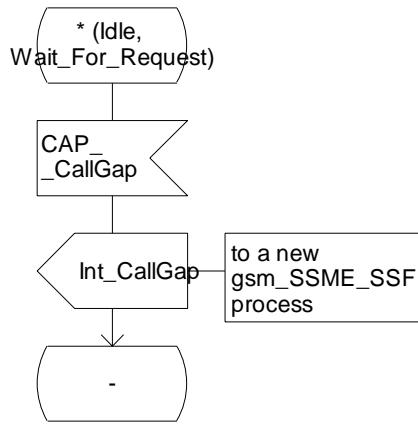 * (Idle,
Wait_For_Request)
CAP_
_CallGap
Int_CallGap
to a new
gsm_SSME_SSF
process
-